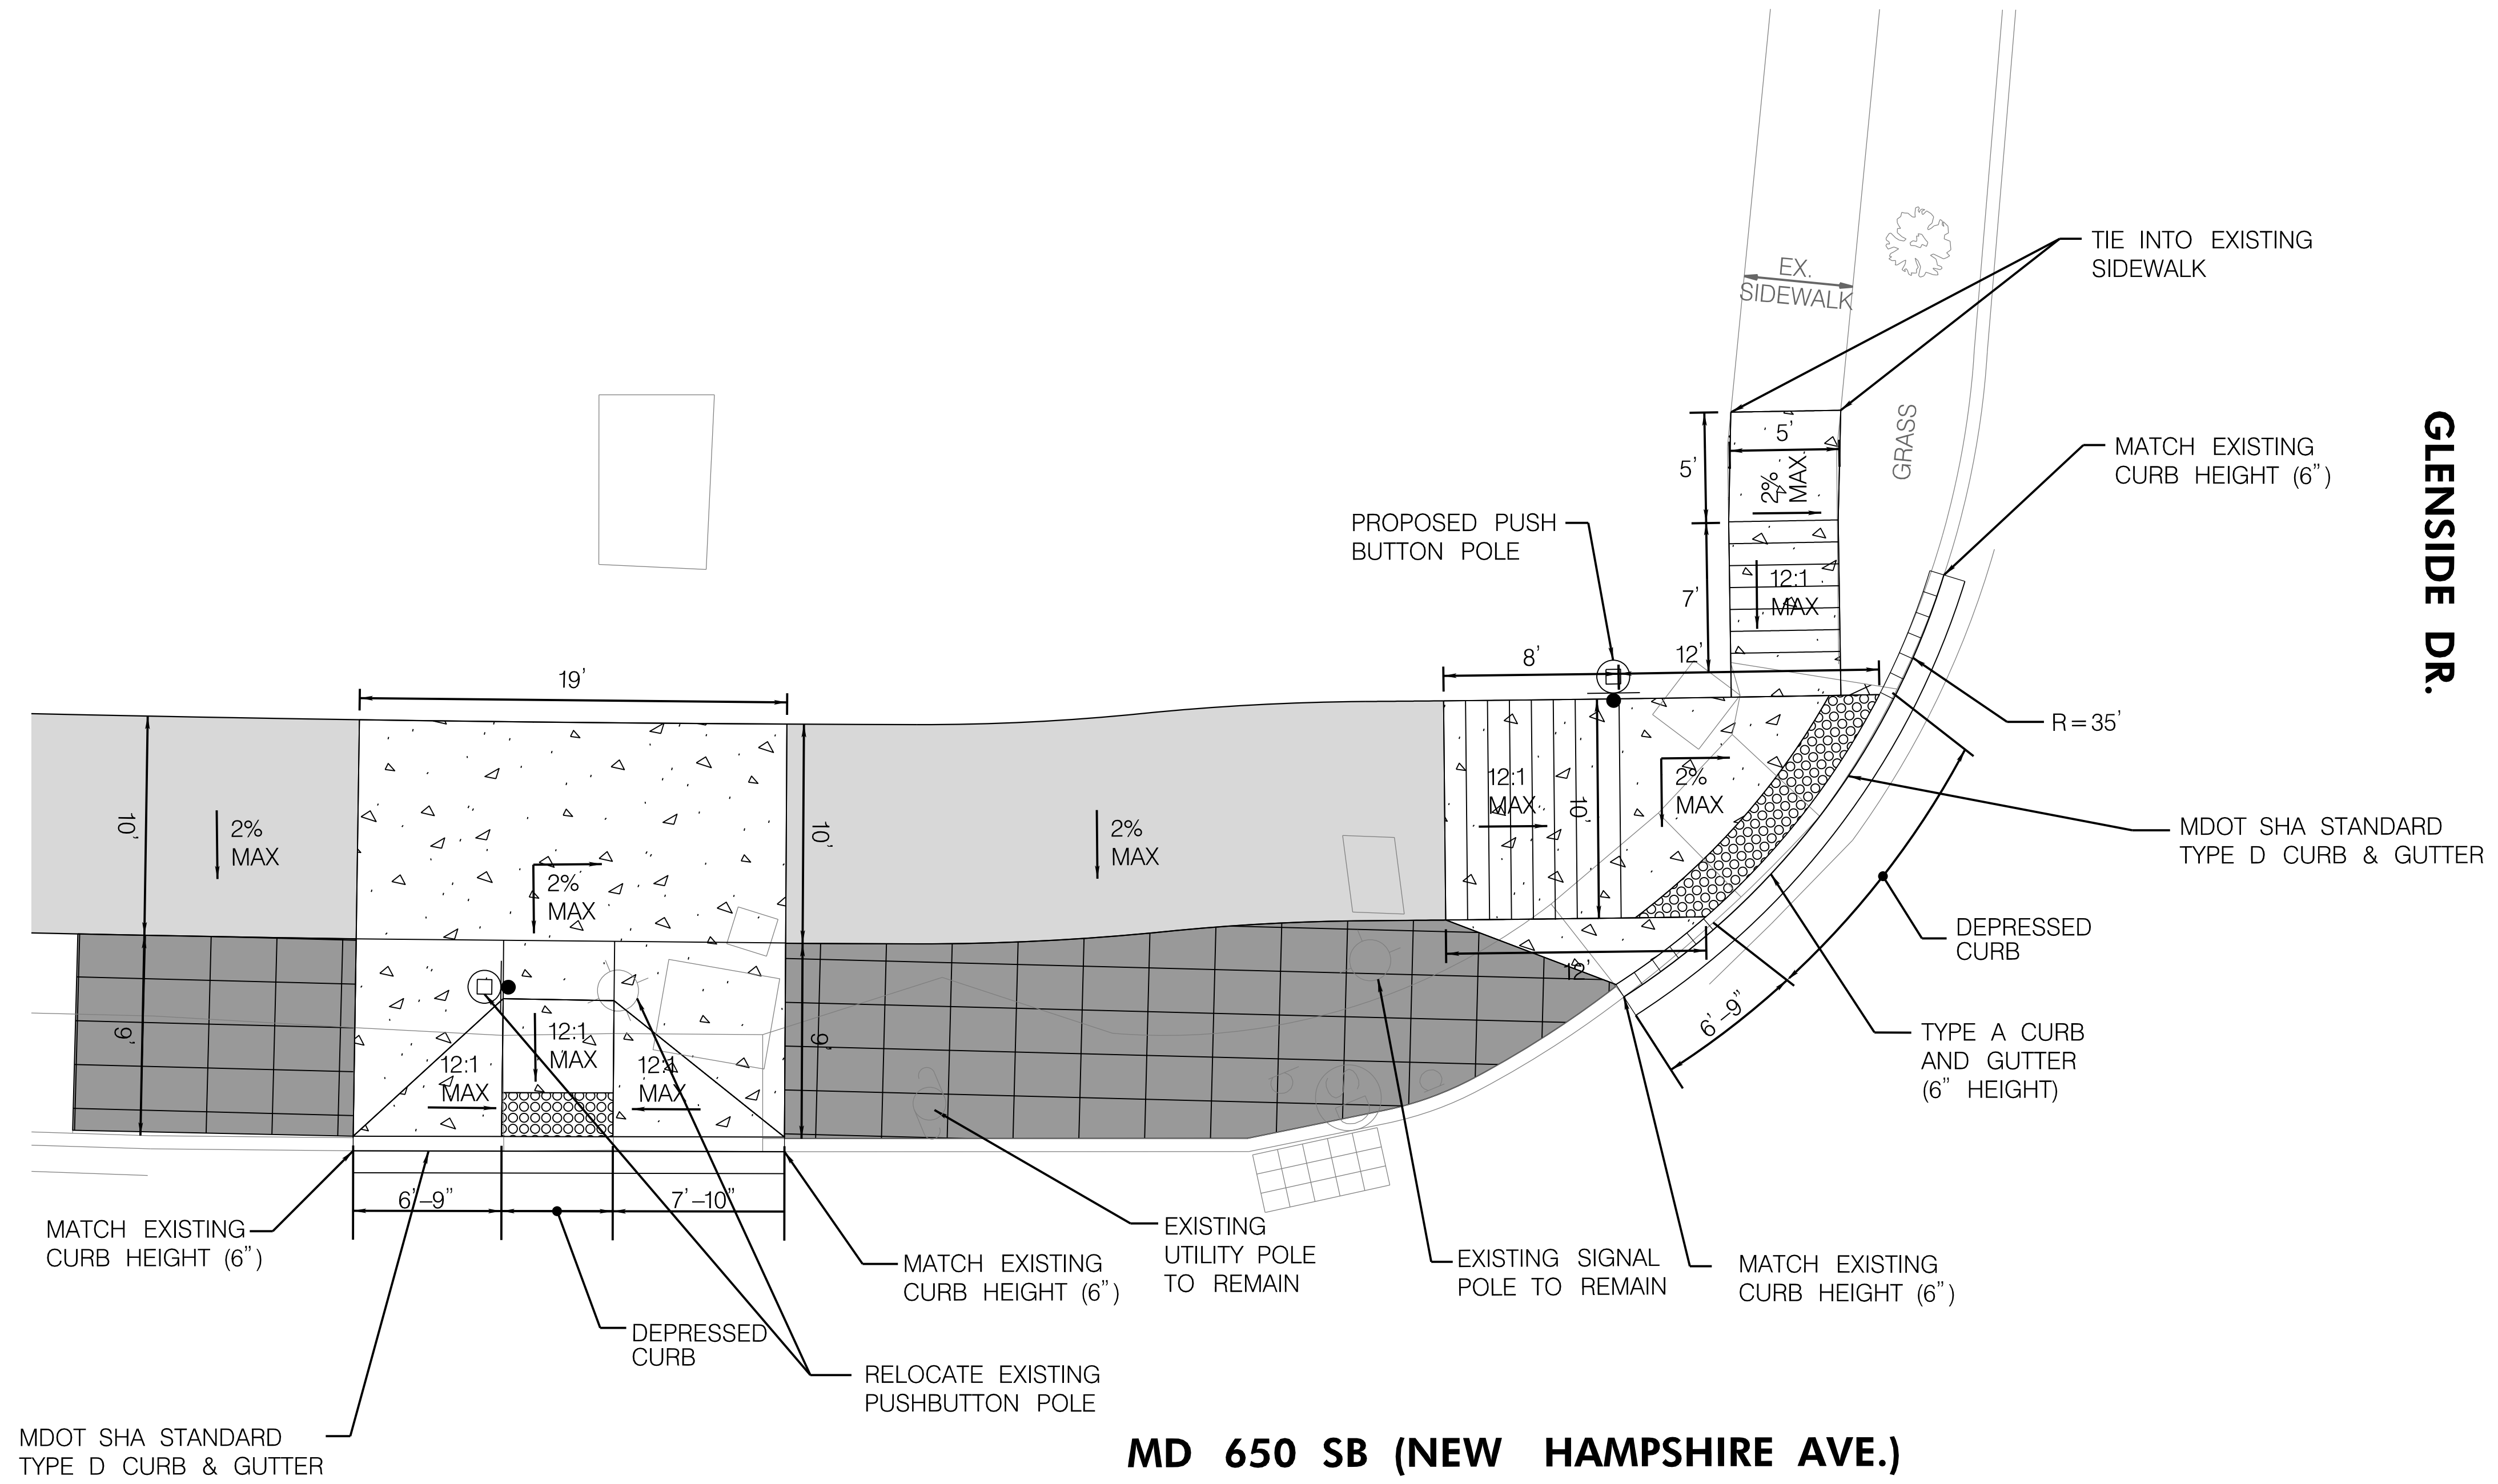 TIE INTO EXISTING
SIDEWALK
EX.
SIDEWALK
GRASS
GLENSIDE DR.
MATCH EXISTING
CURB HEIGHT (6")
5'
5'
2%
MAX
PROPOSED PUSH
BUTTON POLE
7'
12:1
MAX
8'
12'
19'
R=35'
10'
2%
MAX
2%
MAX
10'
2%
MAX
12:1
MAX
10'
2%
MAX
MDOT SHA STANDARD
TYPE D CURB & GUTTER
DEPRESSED
CURB
9'
12:1
MAX
12:1
MAX
12:1
MAX
9'
12'
6'-9"
TYPE A CURB
AND GUTTER
(6" HEIGHT)
6'-9"
7'-10"
MATCH EXISTING
CURB HEIGHT (6")
MATCH EXISTING
CURB HEIGHT (6")
EXISTING
UTILITY POLE
TO REMAIN
EXISTING SIGNAL
POLE TO REMAIN
MATCH EXISTING
CURB HEIGHT (6")
DEPRESSED
CURB
RELOCATE EXISTING
PUSHBUTTON POLE
MDOT SHA STANDARD
TYPE D CURB & GUTTER
MD 650 SB (NEW HAMPSHIRE AVE.)